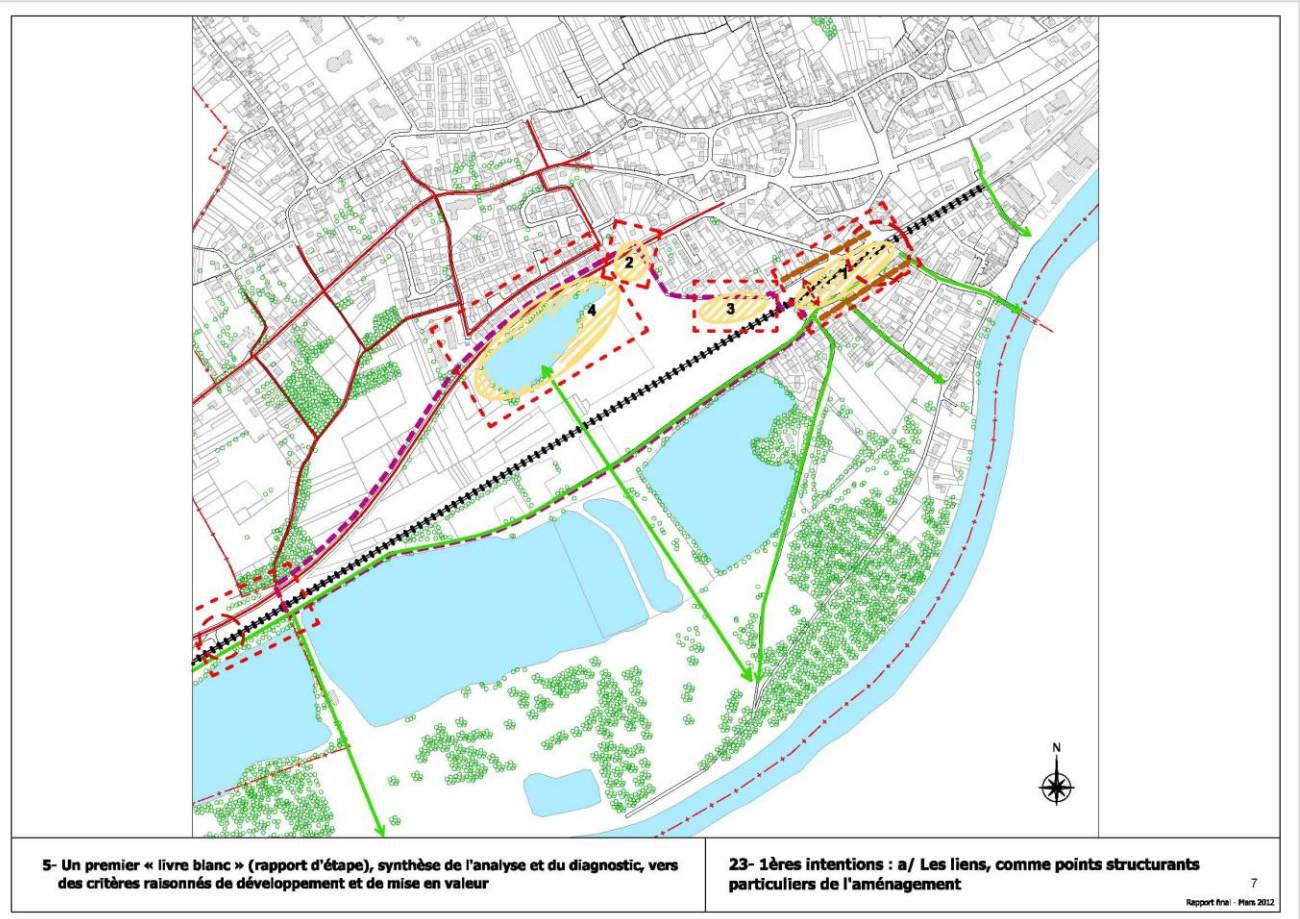 2
4
3
1
N
5- Un premier « livre blanc » (rapport d'étape), synthèse de l'analyse et du diagnostic, vers
des critères raisonnés de développement et de mise en valeur
23- 1ères intentions : a/ Les liens, comme points structurants
particuliers de l'aménagement
7
Rapport final - Mars 2012